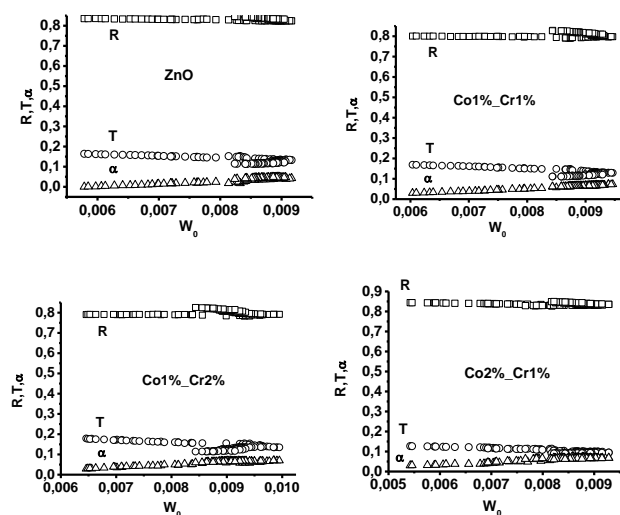 0,8
0,7
0,6
0,5
0,4
0,3
0,2
0,1
0,0
R,T,α
R
ZnO
T
α
0,006 0,007 0,008 0,009
W0
0,9
0,8
0,7
0,6
0,5
0,4
0,3
0,2
0,1
0,0
R,T,α
R
Co1%_Cr1%
T
α
0,006 0,007 0,008 0,009
W0
0,8
0,7
0,6
0,5
0,4
0,3
0,2
0,1
0,0
R,T,α
R
Co1%_Cr2%
T
α
0,006 0,007 0,008 0,009 0,010
W0
0,9
0,8
0,7
0,6
0,5
0,4
0,3
0,2
0,1
0,0
R,T,α
R
Co2%_Cr1%
T
α
0,005 0,006 0,007 0,008 0,009
W0